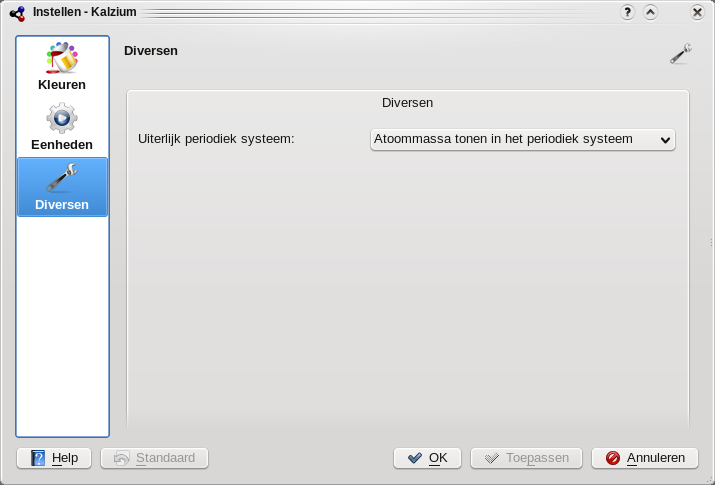 Instellen - Kalzium
Kleuren
Eenheden
Diversen
Diversen
Diversen
Uiterlijk periodiek systeem: Atoommassa tonen in het periodiek systeem
Help Standaard OK Toepassen Annuleren